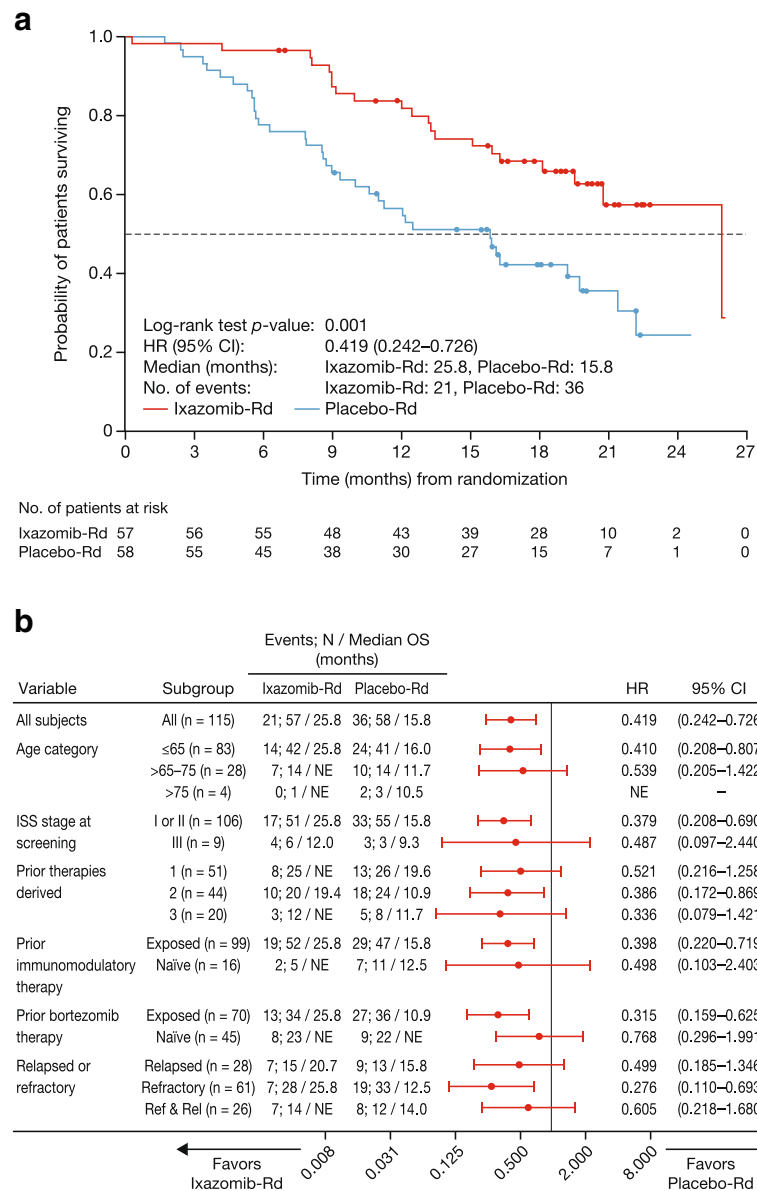 a
Probability of patients surviving
1.0
0.8
0.6
0.4
0.2
0
Log-rank test p-value: 0.001
HR (95% CI): 0.419 (0.242–0.726)
Median (months): Ixazomib-Rd: 25.8, Placebo-Rd: 15.8
No. of events: Ixazomib-Rd: 21, Placebo-Rd: 36
Ixazomib-Rd Placebo-Rd
0 3 6 9 12 15 18 21 24 27
Time (months) from randomization
No. of patients at risk
Ixazomib-Rd 57 56 55 48 43 39 28 10 2 0
Placebo-Rd 58 55 45 38 30 27 15 7 1 0
b
Events; N / Median OS
(months)
Variable Subgroup Ixazomib-Rd Placebo-Rd HR 95% CI
All subjects All (n = 115) 21; 57 / 25.8 36; 58 / 15.8 0.419 (0.242–0.726
Age category ≤65 (n = 83) 14; 42 / 25.8 24; 41 / 16.0 0.410 (0.208–0.807
>65–75 (n = 28) 7; 14 / NE 10; 14 / 11.7 0.539 (0.205–1.422
>75 (n = 4) 0; 1 / NE 2; 3 / 10.5 NE –
ISS stage at I or II (n = 106) 17; 51 / 25.8 33; 55 / 15.8 0.379 (0.208–0.690
screening III (n = 9) 4; 6 / 12.0 3; 3 / 9.3 0.487 (0.097–2.440
Prior therapies 1 (n = 51) 8; 25 / NE 13; 26 / 19.6 0.521 (0.216–1.258
derived 2 (n = 44) 10; 20 / 19.4 18; 24 / 10.9 0.386 (0.172–0.869
3 (n = 20) 3; 12 / NE 5; 8 / 11.7 0.336 (0.079–1.421
Prior Exposed (n = 99) 19; 52 / 25.8 29; 47 / 15.8 0.398 (0.220–0.719
immunomodulatory Naïve (n = 16) 2; 5 / NE 7; 11 / 12.5 0.498 (0.103–2.403
therapy
Prior bortezomib Exposed (n = 70) 13; 34 / 25.8 27; 36 / 10.9 0.315 (0.159–0.625
therapy Naïve (n = 45) 8; 23 / NE 9; 22 / NE 0.768 (0.296–1.991
Relapsed or Relapsed (n = 28) 7; 15 / 20.7 9; 13 / 15.8 0.499 (0.185–1.346
refractory Refractory (n = 61) 7; 28 / 25.8 19; 33 / 12.5 0.276 (0.110–0.693
Ref & Rel (n = 26) 7; 14 / NE 8; 12 / 14.0 0.605 (0.218–1.680
Favors 0.008 0.031 0.125 0.500 2.000 8.000 Favors
Ixazomib-Rd Placebo-Rd